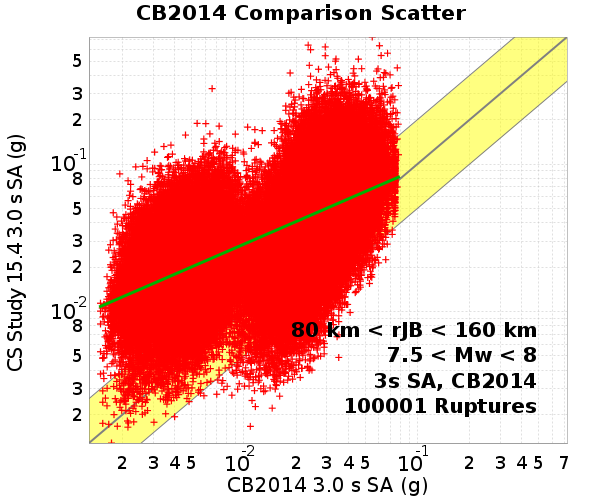 CB2014 Comparison Scatter
CS Study 15.4 3.0 s SA (g)
5
3
2
10-1
8
5
3
2
10-2
8
5
3
2
80 km < rJB < 160 km
7.5 < Mw < 8
3s SA, CB2014
100001 Ruptures
2 3 4 5 10-2 2 3 4 5 10-1 2 3 4 5 7
CB2014 3.0 s SA (g)